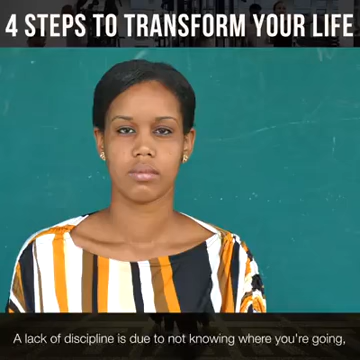 4 STEPS TO TRANSFORM YOUR LIFE
A lack of discipline is due to not knowing where you're going,